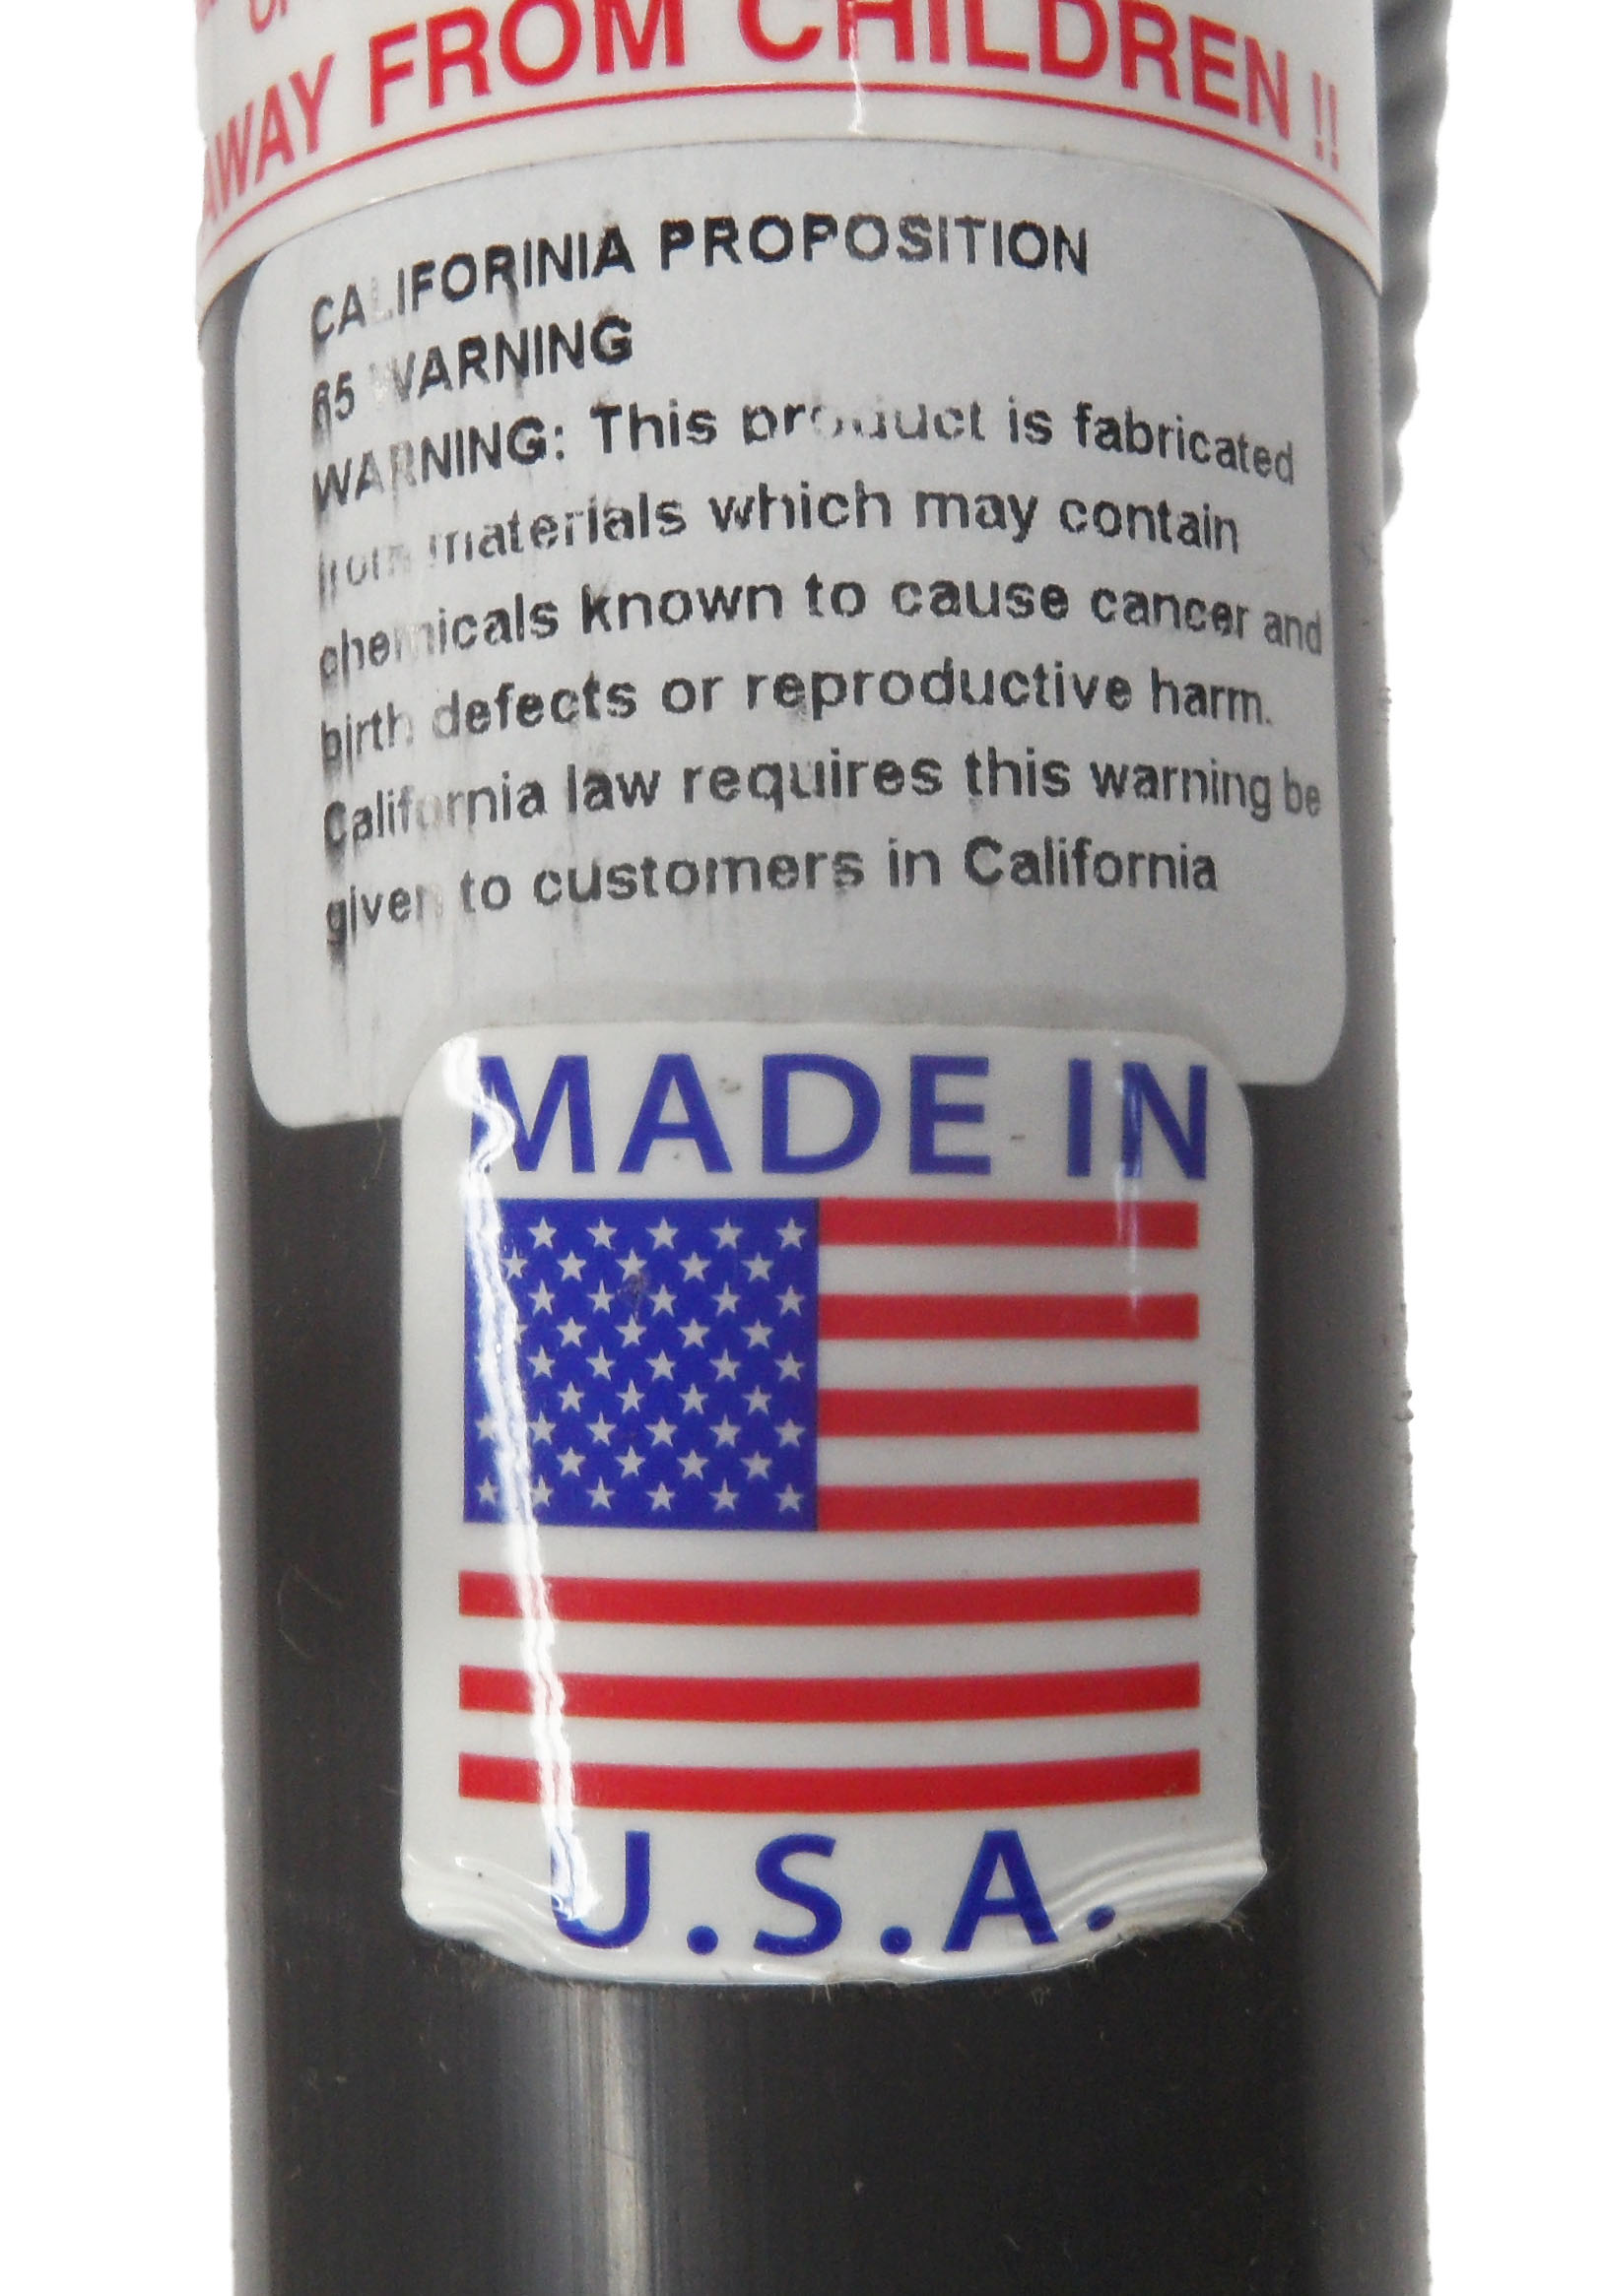 AWAY FROM CHILDREN !!
CALIFORINIA PROPOSITION
65 WARNING
WARNING: This product is fabricated
from materials which may contain
chemicals known to cause cancer and
birth defects or reproductive harm.
California law requires this warning be
given to customers in California
MADE IN
U.S.A.